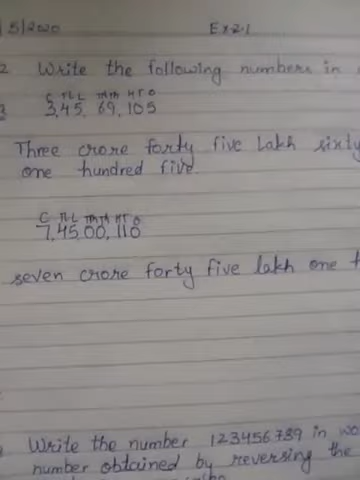 5/2020 Ex-2.1
2 Write the following numbers in
C TL L TTh Th H T O
3,45, 69, 105
Three crore forty five lakh sixty
one hundred five.
C TL L TTh Th H T O
7,45,00, 110
seven crore forty five lakh one
Write the number 123456789 in
number obtained by reversing the